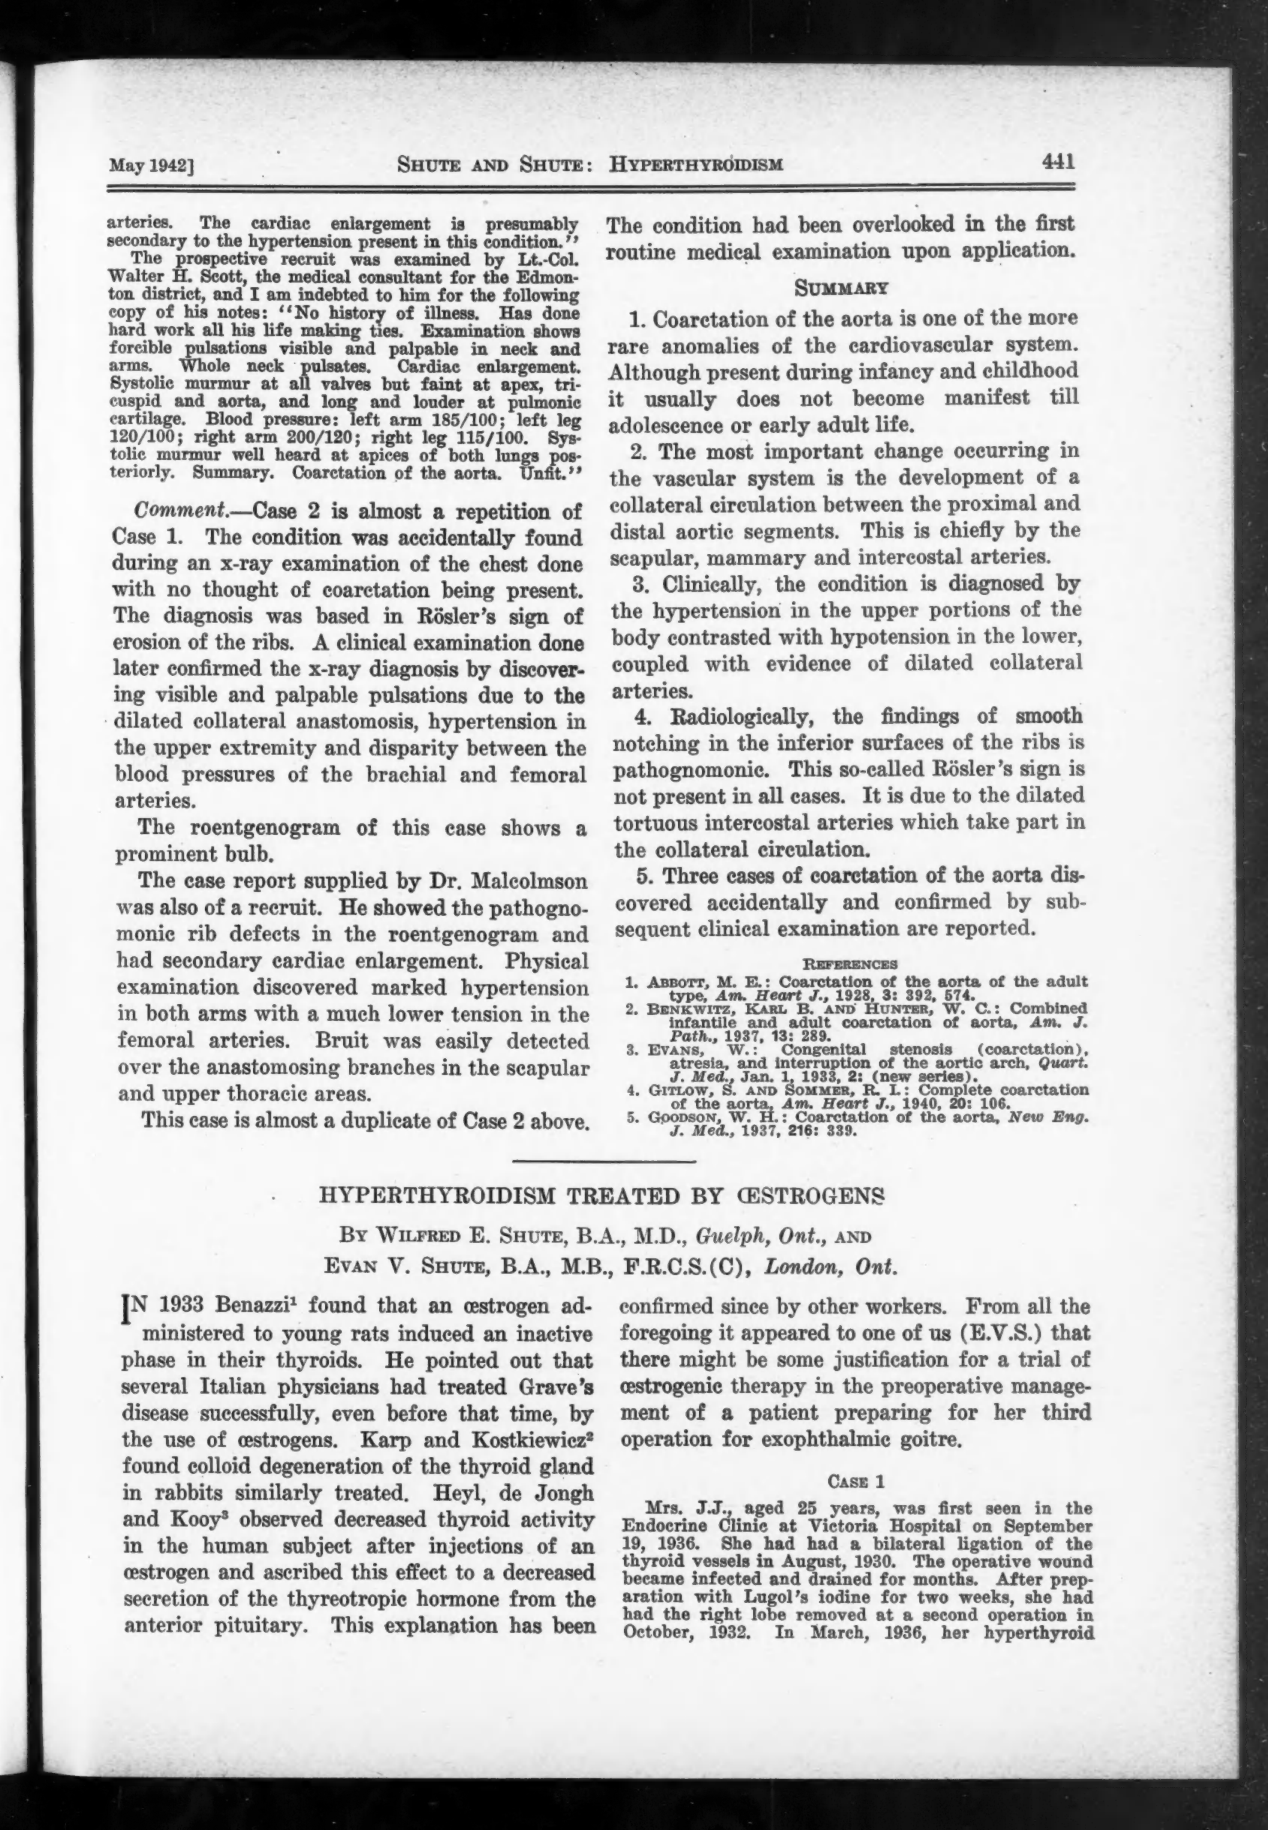 May 1942] SHUTE AND SHUTE: HYPERTHYROIDISM 441
arteries. The cardiac enlargement is presumably
secondary to the hypertension present in this condition.''
The prospective recruit was examined by Lt.-Col.
Walter H. Scott, the medical consultant for the Edmon-
ton district, and I am indebted to him for the following
copy of his notes: ''No history of illness. Has done
hard work all his life making ties. Examination shows
forcible pulsations visible and palpable in neck and
arms. Whole neck pulsates. Cardiac enlargement.
Systolic murmur at all valves but faint at apex, tri-
cuspid and aorta, and long and louder at pulmonic
cartilage. Blood pressure: left arm 185/100; left leg
120/100; right arm 200/120; right leg 115/100. Sys-
tolic murmur well heard at apices of both lungs pos-
teriorly. Summary. Coarctation of the aorta. Unfit.''
Comment.—Case 2 is almost a repetition of
Case 1. The condition was accidentally found
during an x-ray examination of the chest done
with no thought of coarctation being present.
The diagnosis was based in Rösler's sign of
erosion of the ribs. A clinical examination done
later confirmed the x-ray diagnosis by discover-
ing visible and palpable pulsations due to the
dilated collateral anastomosis, hypertension in
the upper extremity and disparity between the
blood pressures of the brachial and femoral
arteries.
The roentgenogram of this case shows a
prominent bulb.
The case report supplied by Dr. Malcolmson
was also of a recruit. He showed the pathogno-
monic rib defects in the roentgenogram and
had secondary cardiac enlargement. Physical
examination discovered marked hypertension
in both arms with a much lower tension in the
femoral arteries. Bruit was easily detected
over the anastomosing branches in the scapular
and upper thoracic areas.
This case is almost a duplicate of Case 2 above.
The condition had been overlooked in the first
routine medical examination upon application.
SUMMARY
1. Coarctation of the aorta is one of the more
rare anomalies of the cardiovascular system.
Although present during infancy and childhood
it usually does not become manifest till
adolescence or early adult life.
2. The most important change occurring in
the vascular system is the development of a
collateral circulation between the proximal and
distal aortic segments. This is chiefly by the
scapular, mammary and intercostal arteries.
3. Clinically, the condition is diagnosed by
the hypertension in the upper portions of the
body contrasted with hypotension in the lower,
coupled with evidence of dilated collateral
arteries.
4. Radiologically, the findings of smooth
notching in the inferior surfaces of the ribs is
pathognomonic. This so-called Rösler's sign is
not present in all cases. It is due to the dilated
tortuous intercostal arteries which take part in
the collateral circulation.
5. Three cases of coarctation of the aorta dis-
covered accidentally and confirmed by sub-
sequent clinical examination are reported.
REFERENCES
1. ABBOTT, M. E.: Coarctation of the aorta of the adult
type, Am. Heart J., 1928, 3: 392, 574.
2. BENKWITZ, KARL B. AND HUNTER, W. C.: Combined
infantile and adult coarctation of aorta, Am. J.
Path., 1937, 13: 289.
3. EVANS, W.: Congenital stenosis (coarctation),
atresia, and interruption of the aortic arch, Quart.
J. Med., Jan. 1, 1933, 2: (new series).
4. GITLOW, S. AND SOMMER, R. I.: Complete coarctation
of the aorta, Am. Heart J., 1940, 20: 106.
5. GOODSON, W. H.: Coarctation of the aorta, New Eng.
J. Med., 1937, 216: 339.
HYPERTHYROIDISM TREATED BY ŒSTROGENS
BY WILFRED E. SHUTE, B.A., M.D., Guelph, Ont., AND
EVAN V. SHUTE, B.A., M.B., F.R.C.S.(C), London, Ont.
IN 1933 Benazzi¹ found that an œstrogen ad-
ministered to young rats induced an inactive
phase in their thyroids. He pointed out that
several Italian physicians had treated Grave's
disease successfully, even before that time, by
the use of œstrogens. Karp and Kostkiewicz²
found colloid degeneration of the thyroid gland
in rabbits similarly treated. Heyl, de Jongh
and Kooy³ observed decreased thyroid activity
in the human subject after injections of an
œstrogen and ascribed this effect to a decreased
secretion of the thyreotropic hormone from the
anterior pituitary. This explanation has been
confirmed since by other workers. From all the
foregoing it appeared to one of us (E.V.S.) that
there might be some justification for a trial of
œstrogenic therapy in the preoperative manage-
ment of a patient preparing for her third
operation for exophthalmic goitre.
CASE 1
Mrs. J.J., aged 25 years, was first seen in the
Endocrine Clinic at Victoria Hospital on September
19, 1936. She had had a bilateral ligation of the
thyroid vessels in August, 1930. The operative wound
became infected and drained for months. After prep-
aration with Lugol's iodine for two weeks, she had
had the right lobe removed at a second operation in
October, 1932. In March, 1936, her hyperthyroid